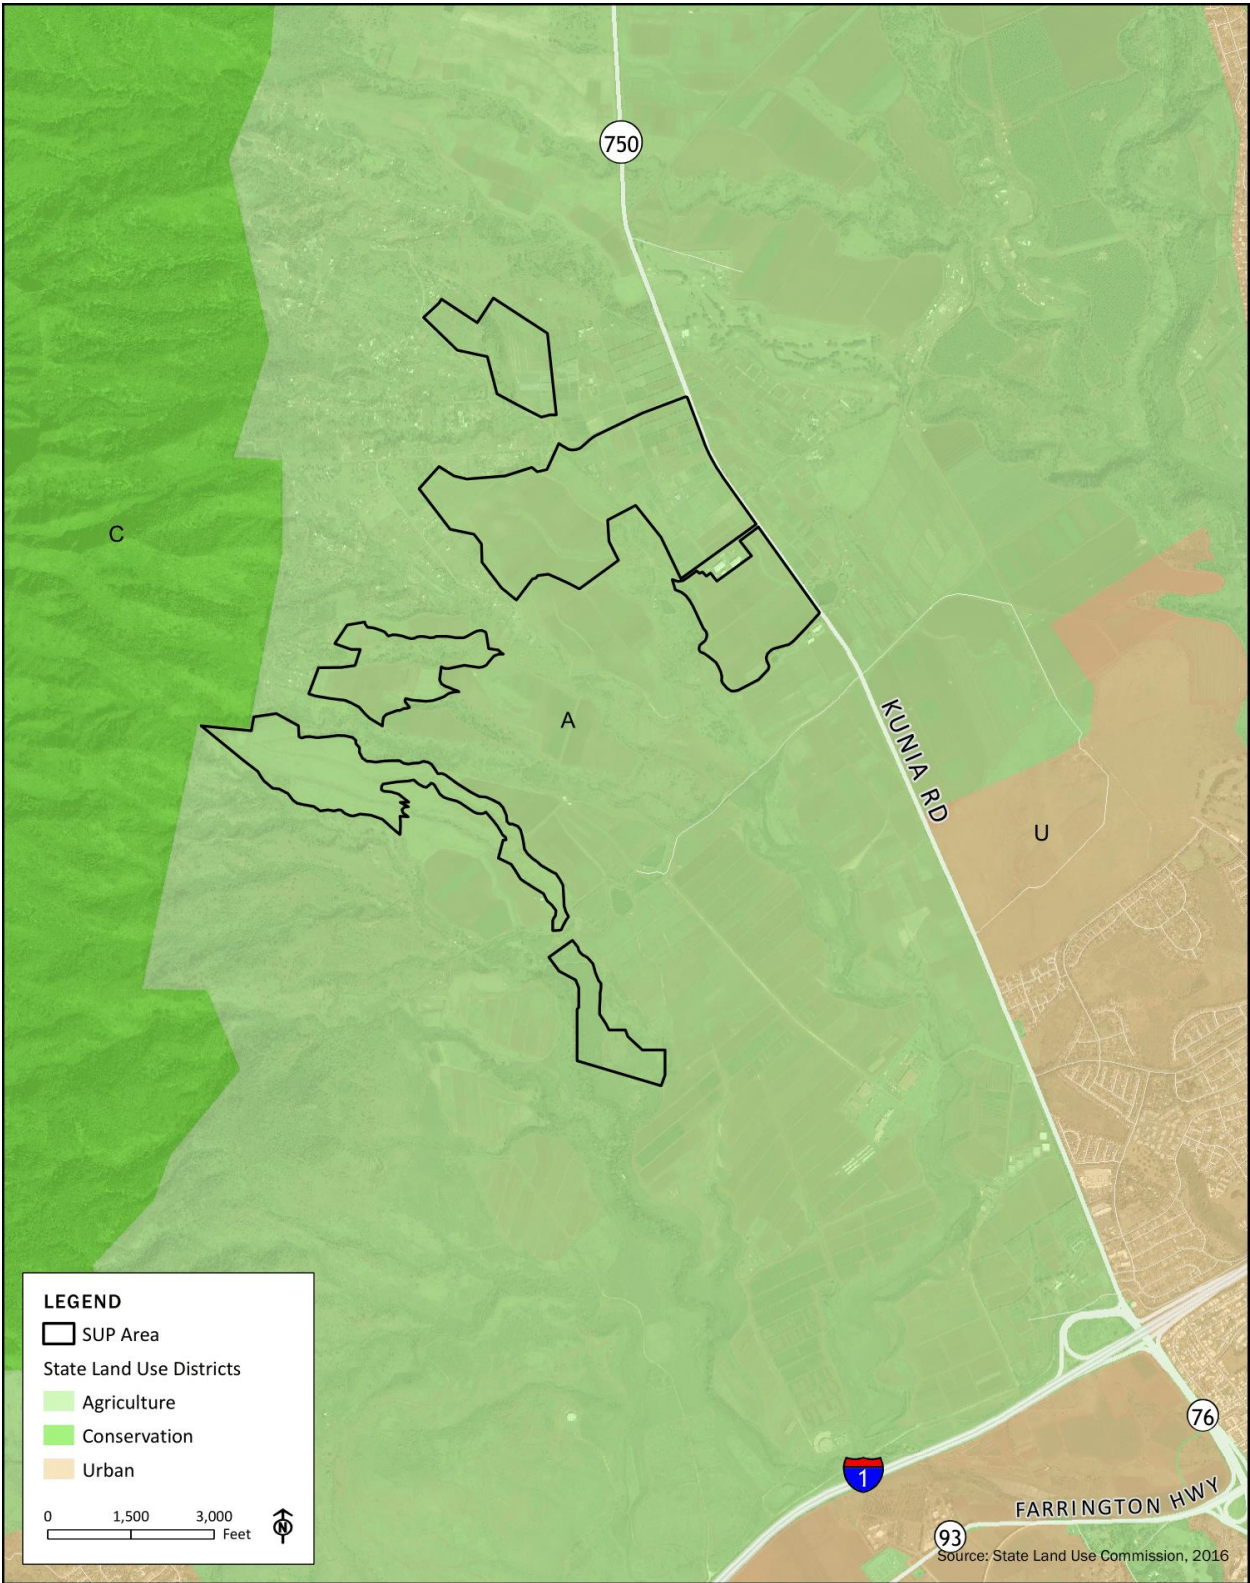 750
C
A
KUNIA RD
U
LEGEND
SUP Area
State Land Use Districts
Agriculture
Conservation
Urban
0 1,500 3,000
Feet
N
76
1
FARRINGTON HWY
93
Source: State Land Use Commission, 2016